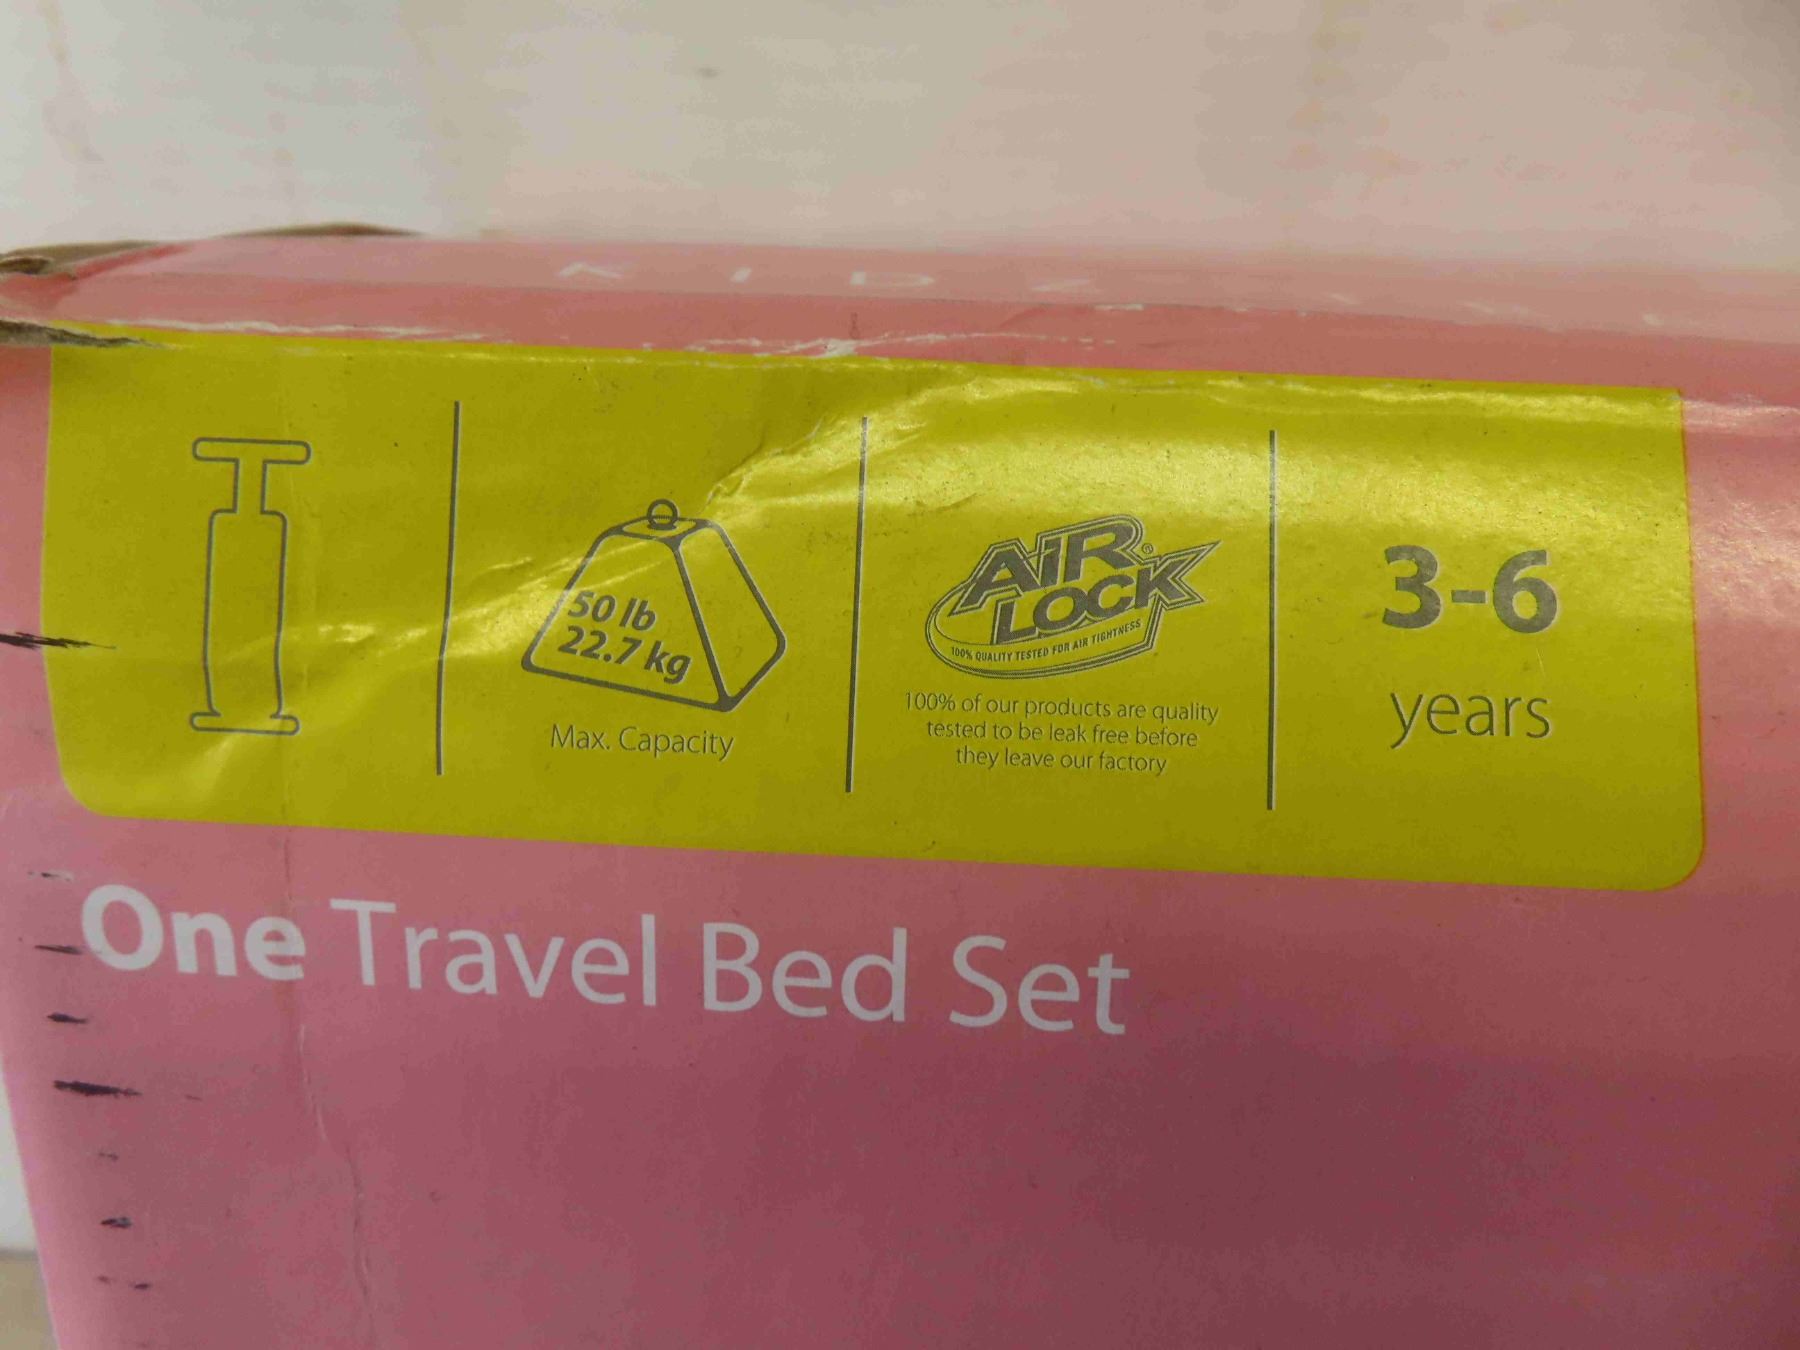 KIDZ
50 lb
22.7 kg
Max. Capacity
AIR
LOCK®
100% QUALITY TESTED FOR AIR TIGHTNESS
100% of our products are quality
tested to be leak free before
they leave our factory
3-6
years
One Travel Bed Set